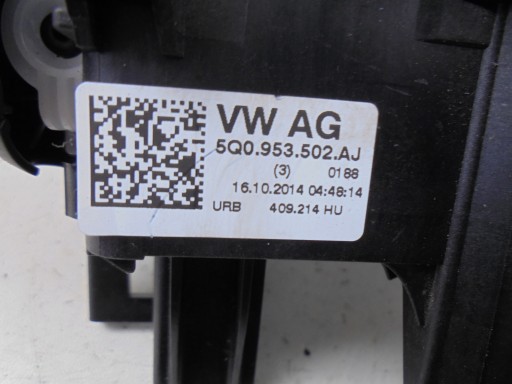 VW AG
5Q0.953.502.AJ
(3) 0188
16.10.2014 04:48:14
URB 409.214 HU